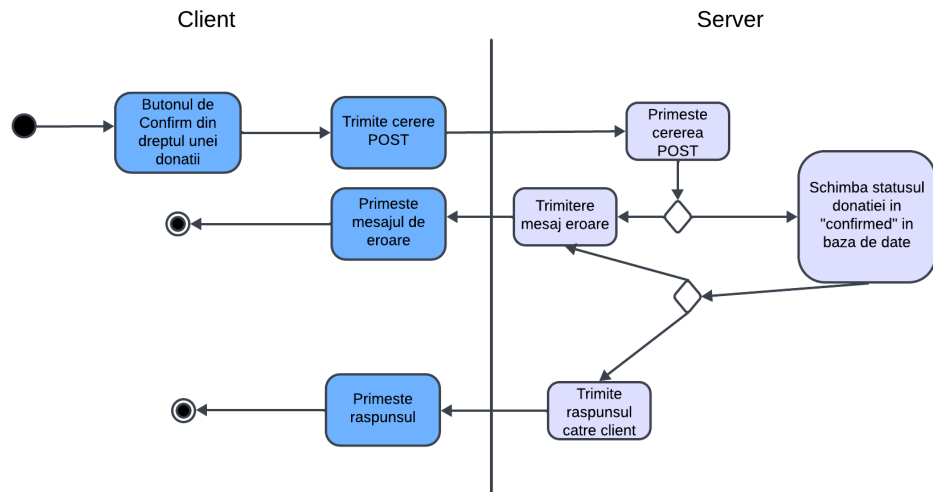 Client
Server
Butonul de
Confirm din
dreptul unei
donatii
Trimite cerere
POST
Primeste
cererea
POST
Primeste
mesajul de
eroare
Trimitere
mesaj eroare
Schimba statusul
donatiei in
"confirmed" in
baza de date
Primeste
raspunsul
Trimite
raspunsul
catre client